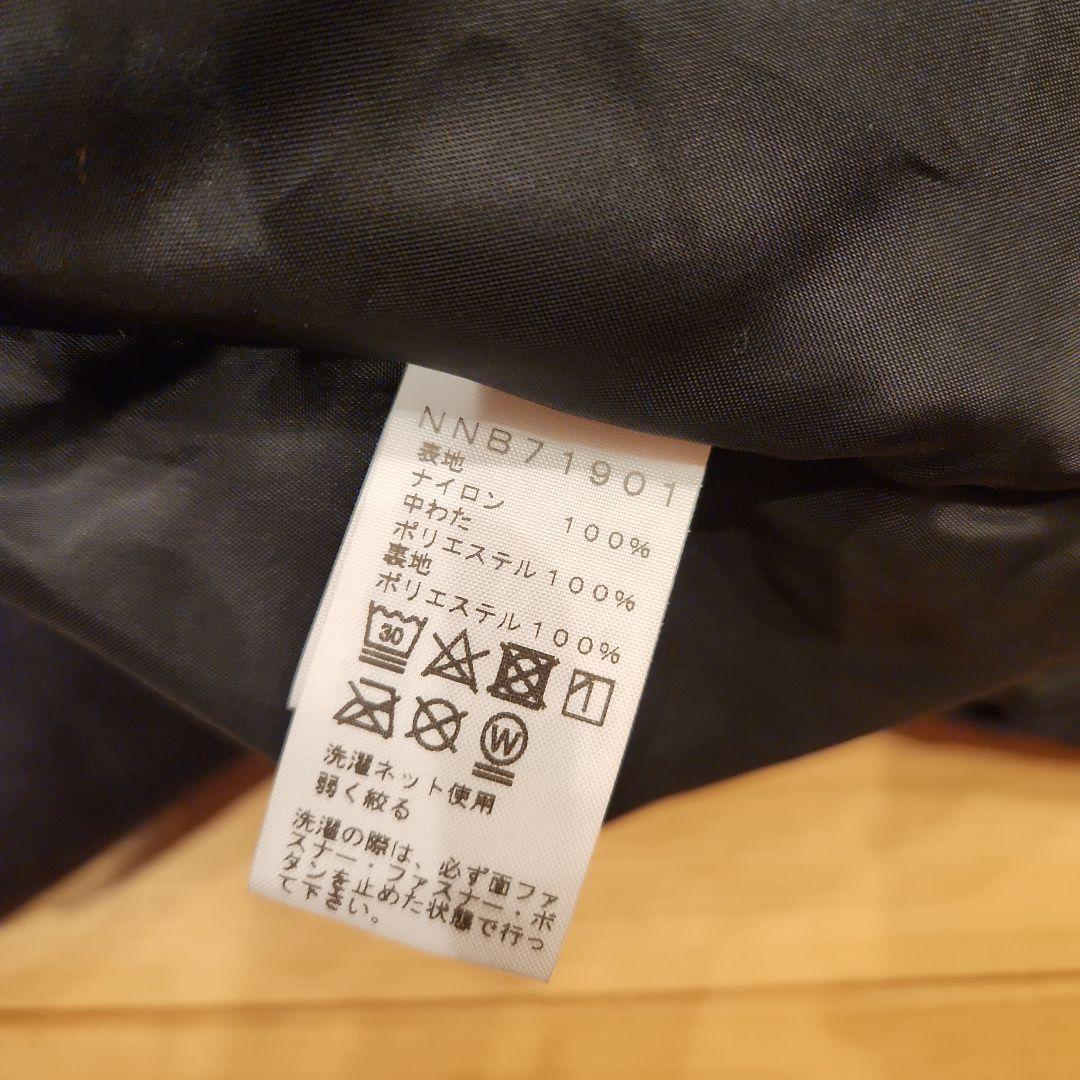 NNB71901
表地
ナイロン 100%
中わた
ポリエステル100%
裏地
ポリエステル100%
30
W
洗濯ネット使用
弱く絞る
洗濯の際は、必ず面ファ
スナー・ファスナー・ボ
タンを止めた状態で行っ
て下さい。